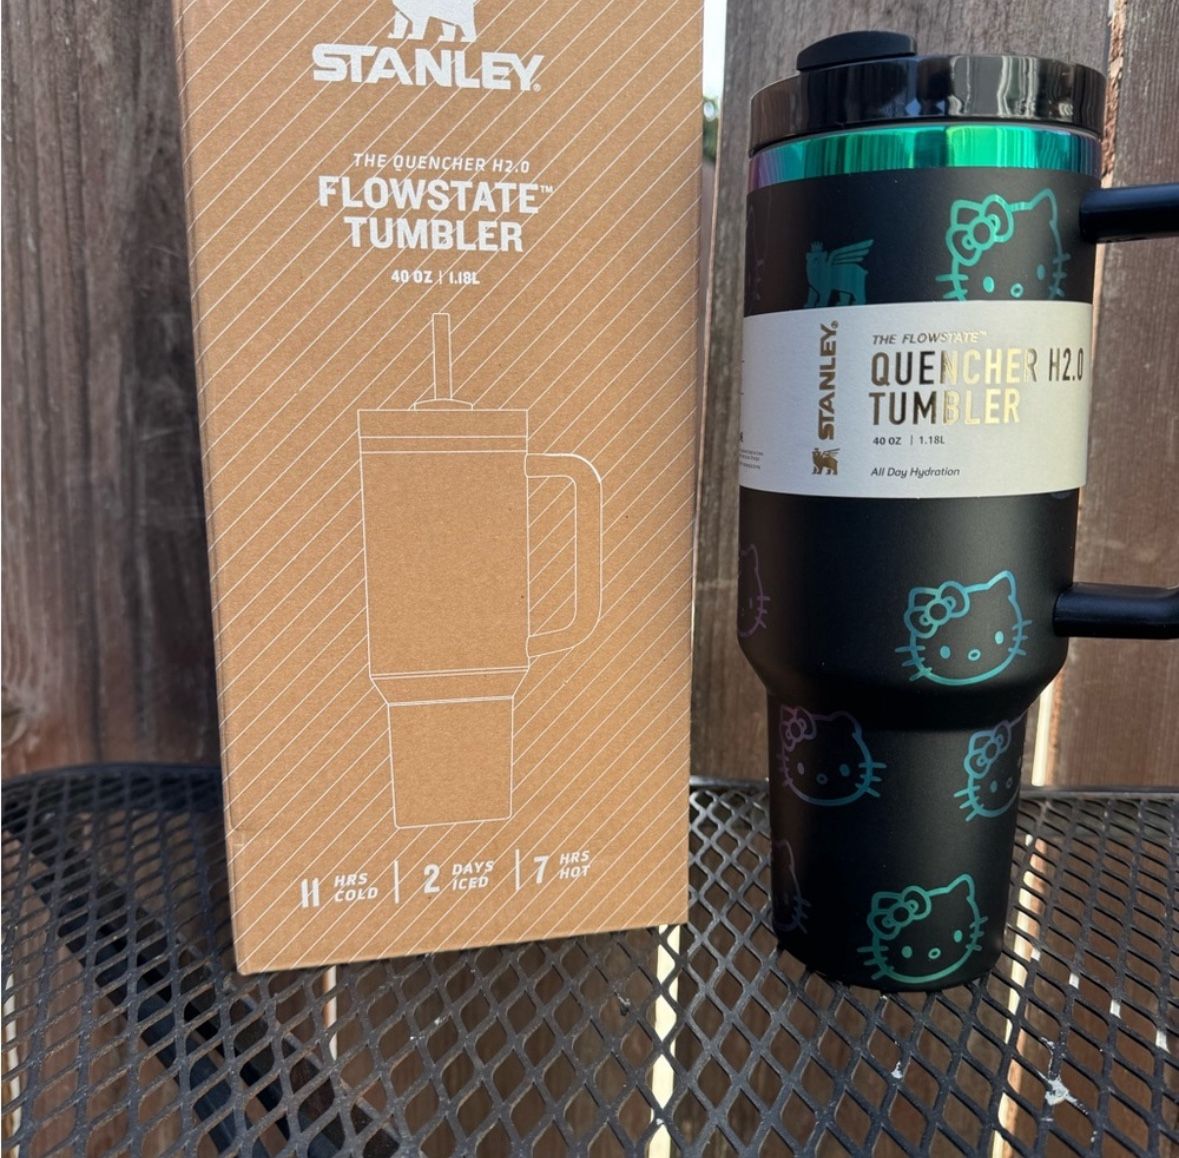 STANLEY®
THE QUENCHER H2.0
FLOWSTATE™
TUMBLER
40 OZ | 1.18L
11 HRS COLD | 2 DAYS ICED | 7 HRS HOT
STANLEY®
THE FLOWSTATE™
QUENCHER H2.0
TUMBLER
40 OZ | 1.18L
All Day Hydration